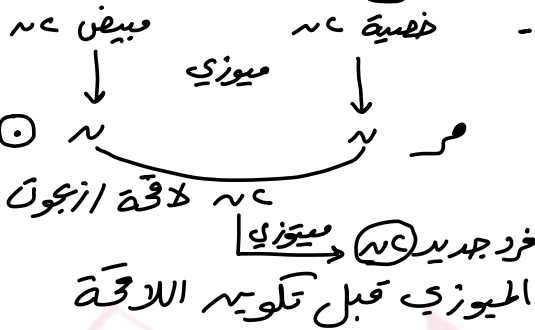 - خصية ٢ن مبيض ٢ن
ميوزي
ن ن
٢ن لاقحة / زيجوت
ميتوزي
فرد جديد ٢ن
الميوزي قبل تكوين اللاقحة